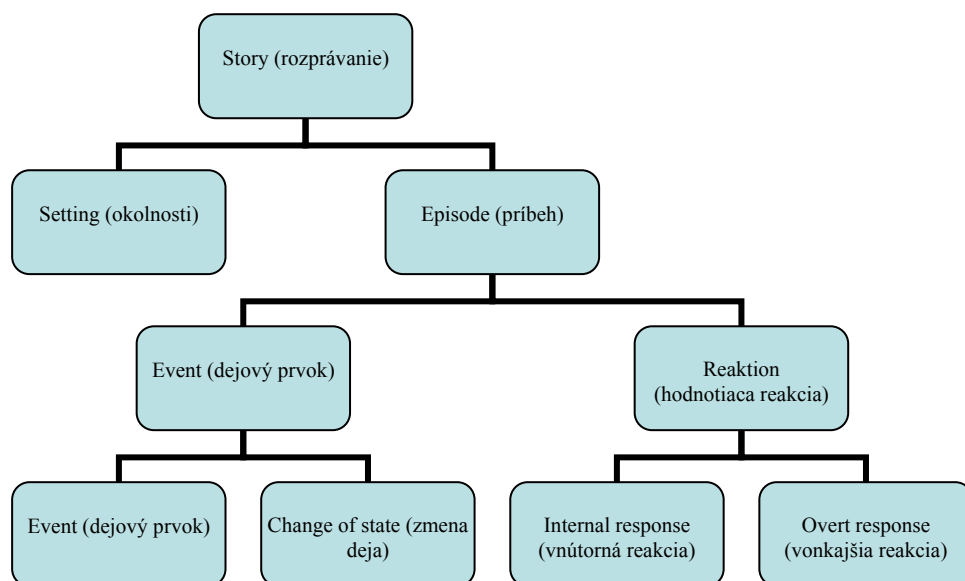 Story (rozprávanie)
Setting (okolnosti)
Episode (príbeh)
Event (dejový prvok)
Reaktion
(hodnotiaca reakcia)
Event (dejový prvok)
Change of state (zmena
deja)
Internal response
(vnútorná reakcia)
Overt response
(vonkajšia reakcia)